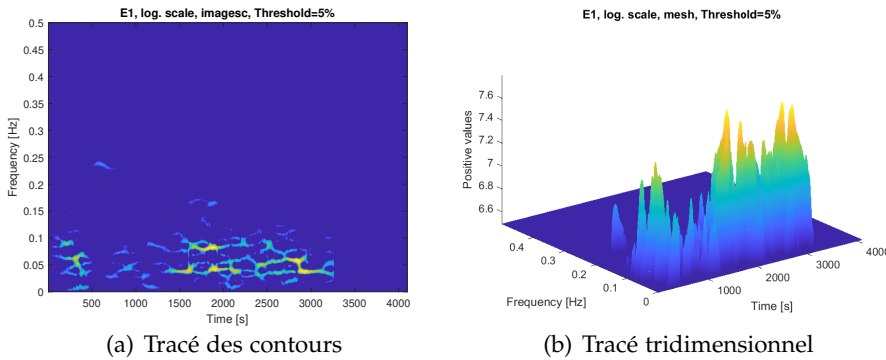 E1, log. scale, imagesc, Threshold=5%
0.5
0.45
0.4
0.35
0.3
0.25
0.2
0.15
0.1
0.05
0
Frequency [Hz]
500 1000 1500 2000 2500 3000 3500 4000
Time [s]
(a) Tracé des contours
E1, log. scale, mesh, Threshold=5%
7.6
7.4
7.2
7
6.8
6.6
Positive values
0.4
0.3
0.2
0.1
0
Frequency [Hz]
1000
2000
3000
4000
Time [s]
(b) Tracé tridimensionnel